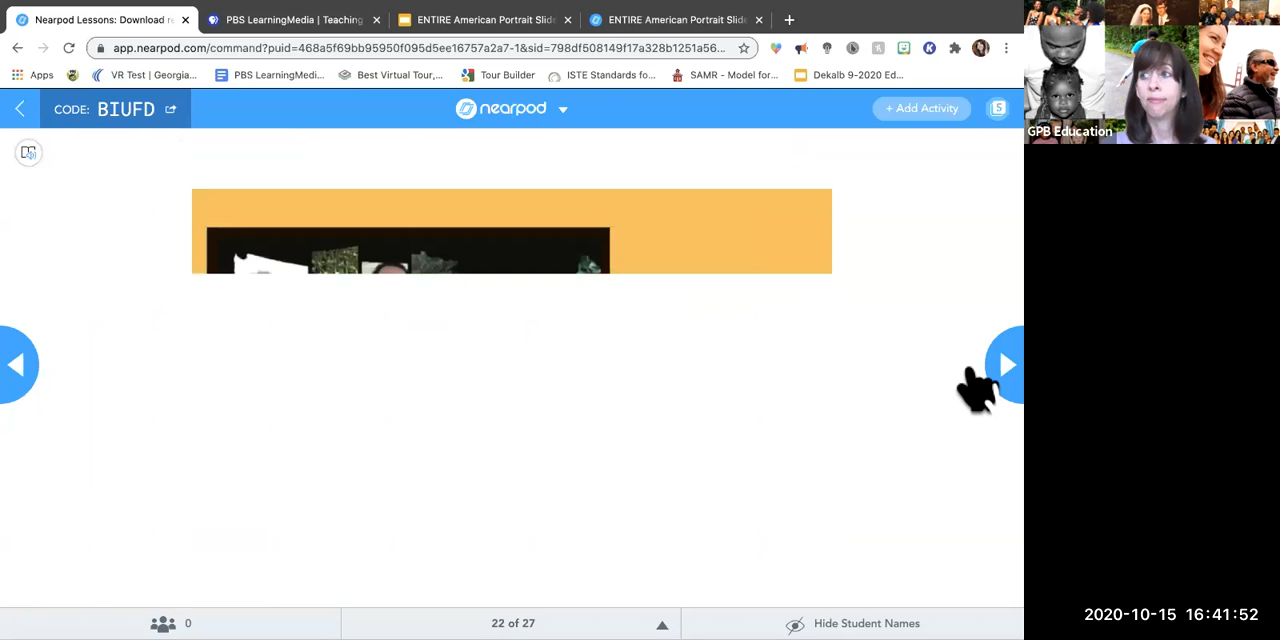 Nearpod Lessons: Download re
PBS LearningMedia | Teaching
ENTIRE American Portrait Slide
ENTIRE American Portrait Slide
app.nearpod.com/command?puid=468a5f69bb95950f095d5ee16757a2a7-1&sid=798df508149f17a328b1251a56...
Apps
VR Test | Georgia...
PBS LearningMedi...
Best Virtual Tour,...
Tour Builder
ISTE Standards fo...
SAMR - Model for...
Dekalb 9-2020 Ed...
CODE: BIUFD
nearpod
+ Add Activity
S
GPB Education
0
22 of 27
Hide Student Names
2020-10-15 16:41:52